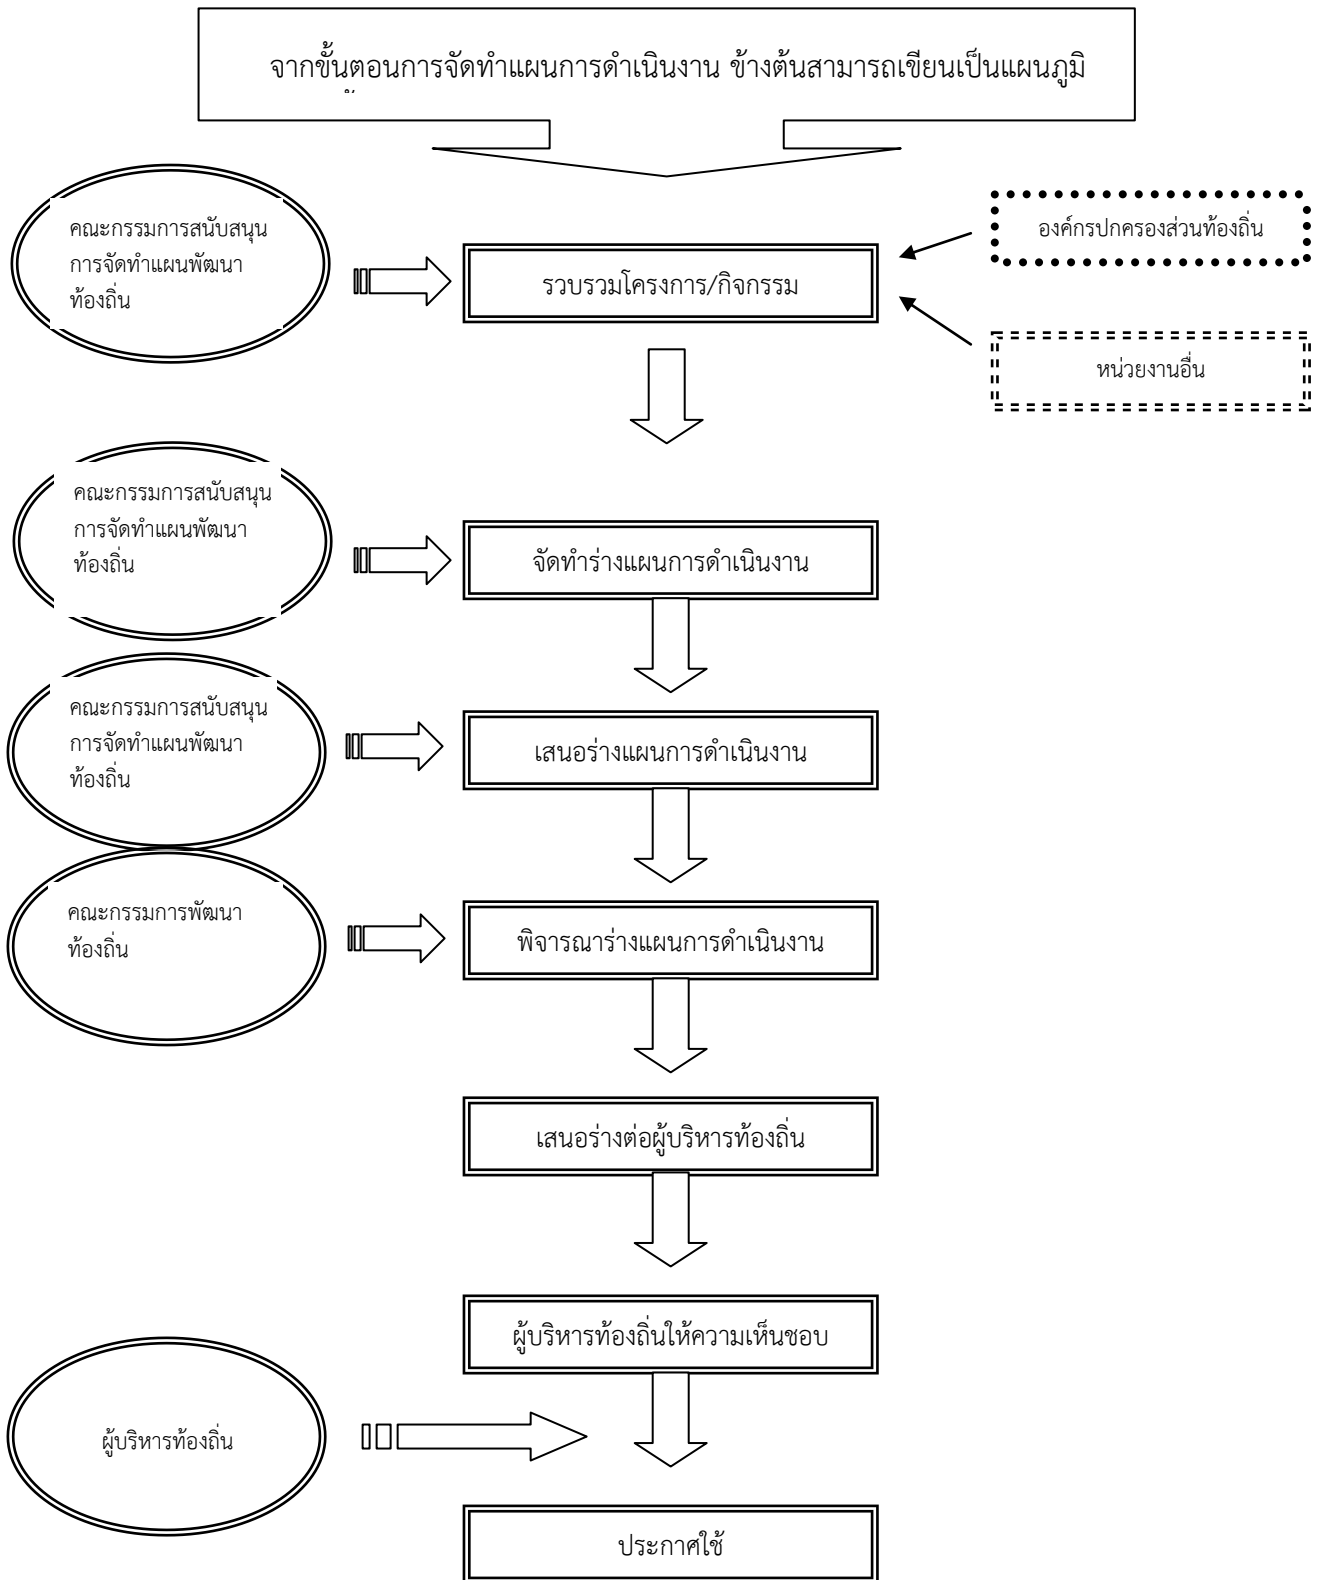 จากขั้นตอนการจัดทำแผนการดำเนินงาน ข้างต้นสามารถเขียนเป็นแผนภูมิ
คณะกรรมการสนับสนุน
การจัดทำแผนพัฒนา
ท้องถิ่น
รวบรวมโครงการ/กิจกรรม
องค์กรปกครองส่วนท้องถิ่น
หน่วยงานอื่น
คณะกรรมการสนับสนุน
การจัดทำแผนพัฒนา
ท้องถิ่น
จัดทำร่างแผนการดำเนินงาน
คณะกรรมการสนับสนุน
การจัดทำแผนพัฒนา
ท้องถิ่น
เสนอร่างแผนการดำเนินงาน
คณะกรรมการพัฒนา
ท้องถิ่น
พิจารณาร่างแผนการดำเนินงาน
เสนอร่างต่อผู้บริหารท้องถิ่น
ผู้บริหารท้องถิ่นให้ความเห็นชอบ
ผู้บริหารท้องถิ่น
ประกาศใช้